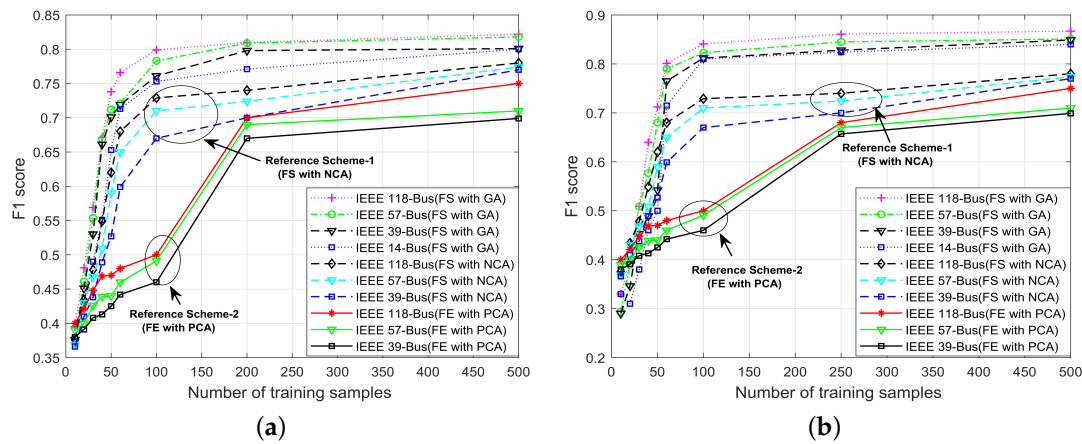 0.85
0.8
0.75
0.7
0.65
0.6
0.55
0.5
0.45
0.4
0.35
F1 score
0 50 100 150 200 250 300 350 400 450 500
Number of training samples
Reference Scheme-1
(FS with NCA)
Reference Scheme-2
(FE with PCA)
IEEE 118-Bus(FS with GA)
IEEE 57-Bus(FS with GA)
IEEE 39-Bus(FS with GA)
IEEE 14-Bus(FS with GA)
IEEE 118-Bus(FS with NCA)
IEEE 57-Bus(FS with NCA)
IEEE 39-Bus(FS with NCA)
IEEE 118-Bus(FE with PCA)
IEEE 57-Bus(FE with PCA)
IEEE 39-Bus(FE with PCA)
(a)
0.9
0.8
0.7
0.6
0.5
0.4
0.3
0.2
F1 score
0 50 100 150 200 250 300 350 400 450 500
Number of training samples
Reference Scheme-1
(FS with NCA)
Reference Scheme-2
(FE with PCA)
IEEE 118-Bus(FS with GA)
IEEE 57-Bus(FS with GA)
IEEE 39-Bus(FS with GA)
IEEE 14-Bus(FS with GA)
IEEE 118-Bus(FS with NCA)
IEEE 57-Bus(FS with NCA)
IEEE 39-Bus(FS with NCA)
IEEE 118-Bus(FE with PCA)
IEEE 57-Bus(FE with PCA)
IEEE 39-Bus(FE with PCA)
(b)